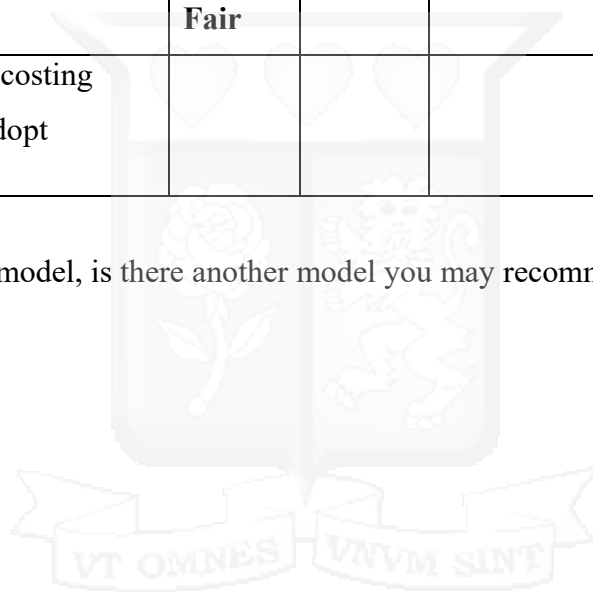 Fair
costing
dopt
model, is there another model you may recomm
VT OMNES VNVM SINT